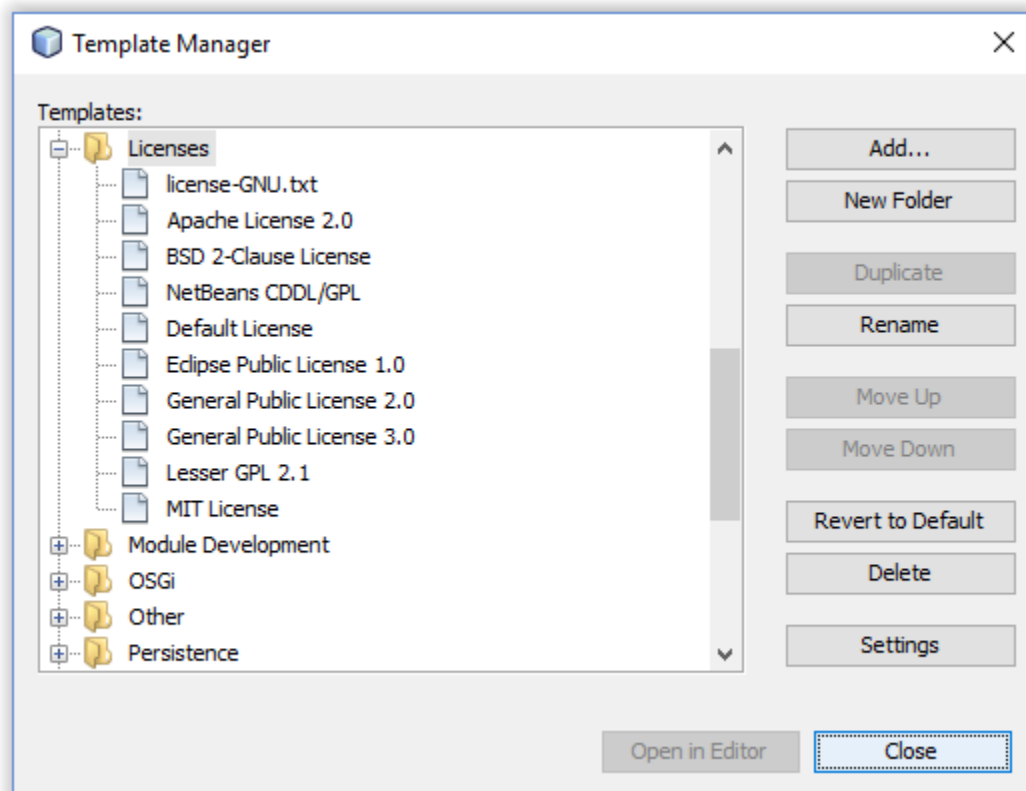 Template Manager
Templates:
Licenses
license-GNU.txt
Apache License 2.0
BSD 2-Clause License
NetBeans CDDL/GPL
Default License
Eclipse Public License 1.0
General Public License 2.0
General Public License 3.0
Lesser GPL 2.1
MIT License
Module Development
OSGi
Other
Persistence
Add...
New Folder
Duplicate
Rename
Move Up
Move Down
Revert to Default
Delete
Settings
Open in Editor
Close